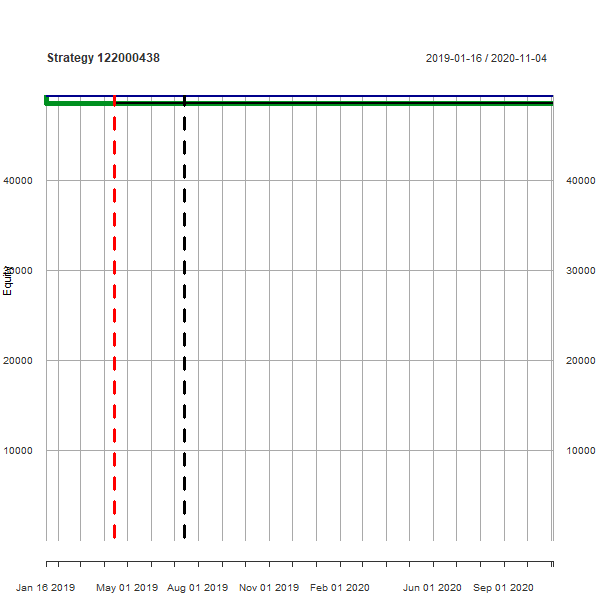 Strategy 122000438
2019-01-16 / 2020-11-04
Equity
40000
40000
30000
30000
20000
20000
10000
10000
Jan 16 2019
May 01 2019
Aug 01 2019
Nov 01 2019
Feb 01 2020
Jun 01 2020
Sep 01 2020